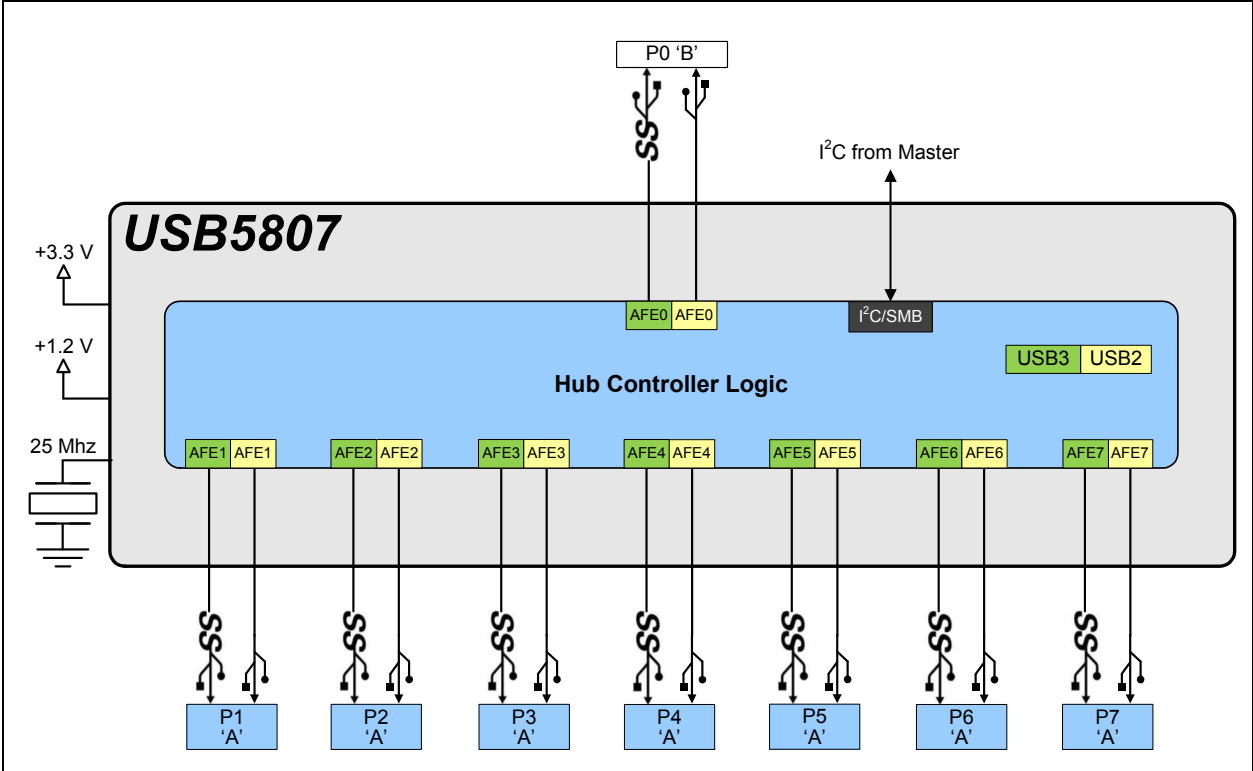 P0 ‘B’
SS
I²C from Master
USB5807
+3.3 V
AFE0 AFE0
I²C/SMB
+1.2 V
USB3 USB2
Hub Controller Logic
25 Mhz
AFE1 AFE1 AFE2 AFE2 AFE3 AFE3 AFE4 AFE4 AFE5 AFE5 AFE6 AFE6 AFE7 AFE7
SS SS SS SS SS SS SS
P1 P2 P3 P4 P5 P6 P7
‘A’ ‘A’ ‘A’ ‘A’ ‘A’ ‘A’ ‘A’